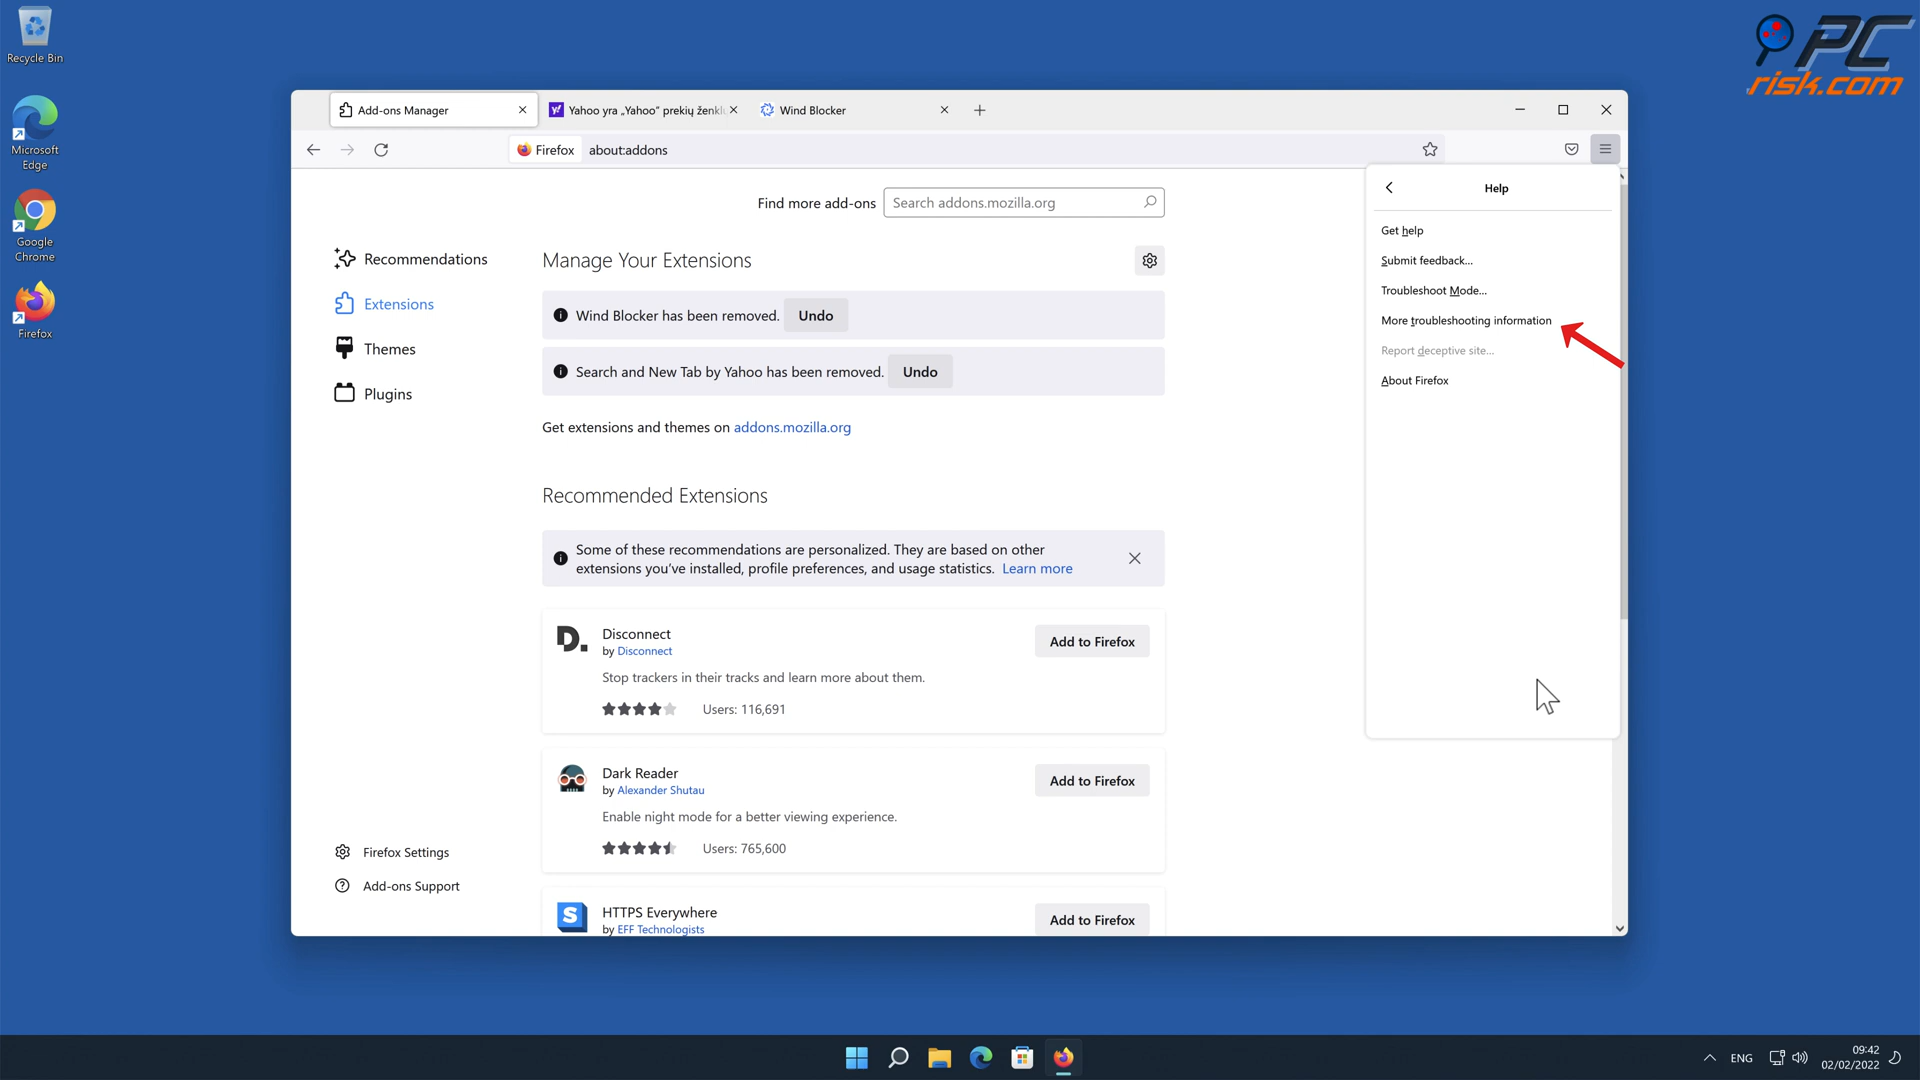 Recycle Bin
Microsoft
Edge
Google
Chrome
Firefox
PC
risk.com
Add-ons Manager
Yahoo yra „Yahoo“ prekių ženkl
Wind Blocker
Firefox
about:addons
Find more add-ons
Search addons.mozilla.org
Recommendations
Extensions
Themes
Plugins
Firefox Settings
Add-ons Support
Manage Your Extensions
Wind Blocker has been removed. Undo
Search and New Tab by Yahoo has been removed. Undo
Get extensions and themes on addons.mozilla.org
Recommended Extensions
Some of these recommendations are personalized. They are based on other
extensions you've installed, profile preferences, and usage statistics. Learn more
D.
Disconnect
by Disconnect
Add to Firefox
Stop trackers in their tracks and learn more about them.
Users: 116,691
Dark Reader
by Alexander Shutau
Add to Firefox
Enable night mode for a better viewing experience.
Users: 765,600
S
HTTPS Everywhere
by EFF Technologists
Add to Firefox
Help
Get help
Submit feedback...
Troubleshoot Mode...
More troubleshooting information
Report deceptive site...
About Firefox
ENG
09:42
02/02/2022